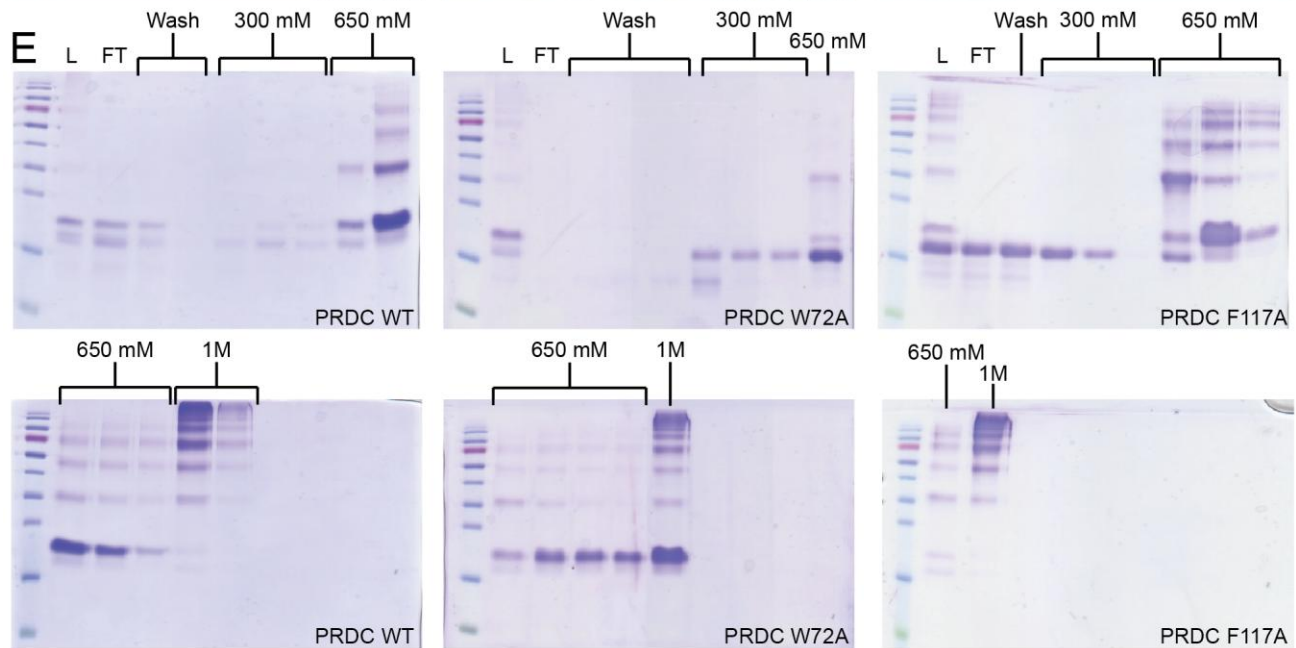 E
Wash 300 mM 650 mM
L FT
PRDC WT
Wash 300 mM 650 mM
L FT
PRDC W72A
Wash 300 mM 650 mM
L FT
PRDC F117A
650 mM 1M
PRDC WT
650 mM 1M
PRDC W72A
650 mM
1M
PRDC F117A